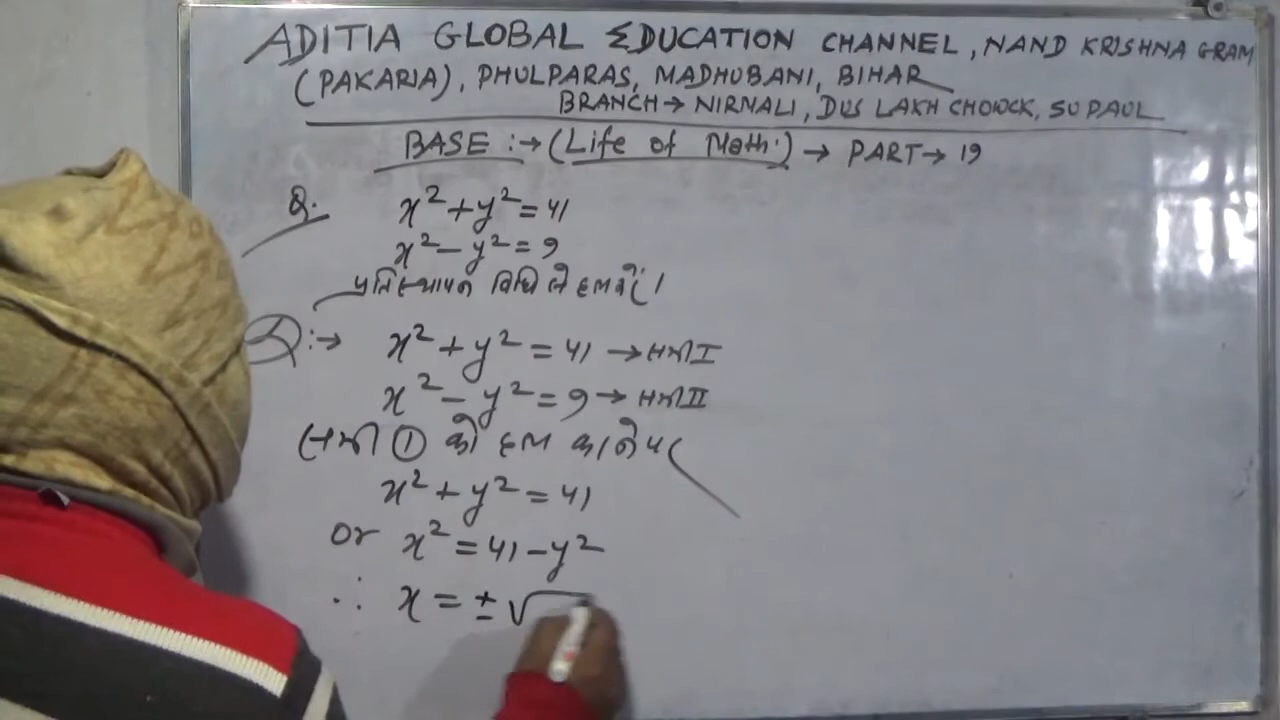 ADITIA GLOBAL EDUCATION CHANNEL, NAND KRISHNA GRAM
(PAKARIA), PHULPARAS, MADHUBANI, BIHAR
BRANCH→ NIRMALI, DUS LAKH CHOWCK, SUPAUL
BASE :→ (Life of Math.) → PART→ 19
Q. x² + y² = 41
x² − y² = 9
प्रतिस्थापन विधि से हल करें।
:→ x² + y² = 41 → समी I
x² − y² = 9 → समी II
समी ① को हल करने पर
x² + y² = 41
or x² = 41 − y²
∴ x = ± √